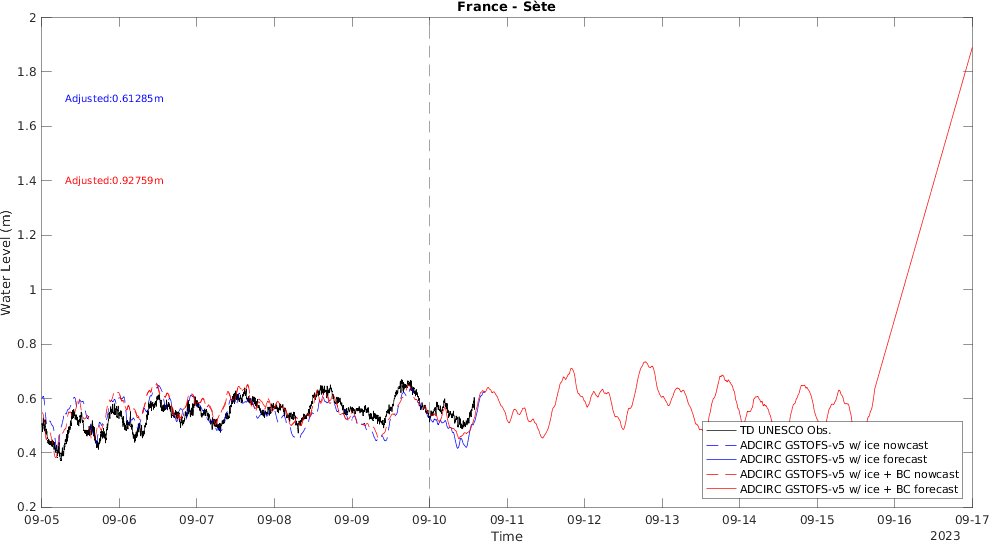 France - Sète
2
1.8
1.6
1.4
1.2
1
0.8
0.6
0.4
0.2
Water Level (m)
Adjusted:0.61285m
Adjusted:0.92759m
TD UNESCO Obs.
ADCIRC GSTOFS-v5 w/ ice nowcast
ADCIRC GSTOFS-v5 w/ ice forecast
ADCIRC GSTOFS-v5 w/ ice + BC nowcast
ADCIRC GSTOFS-v5 w/ ice + BC forecast
09-05 09-06 09-07 09-08 09-09 09-10 09-11 09-12 09-13 09-14 09-15 09-16 09-17
Time
2023